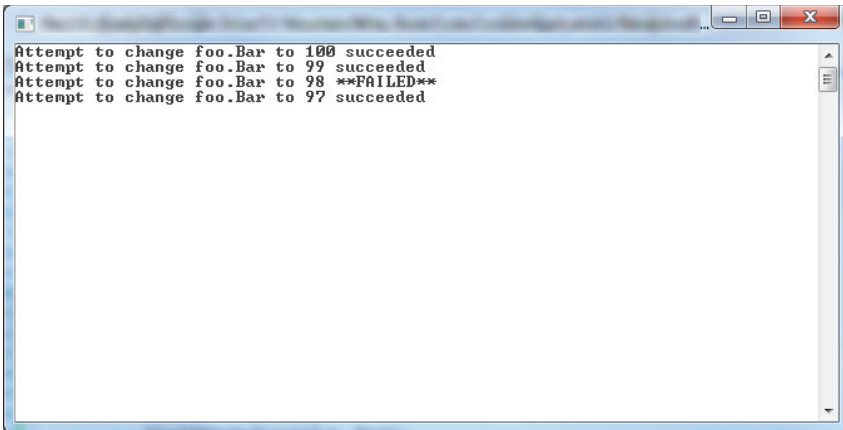 Attempt to change foo.Bar to 100 succeeded
Attempt to change foo.Bar to 99 succeeded
Attempt to change foo.Bar to 98 **FAILED**
Attempt to change foo.Bar to 97 succeeded